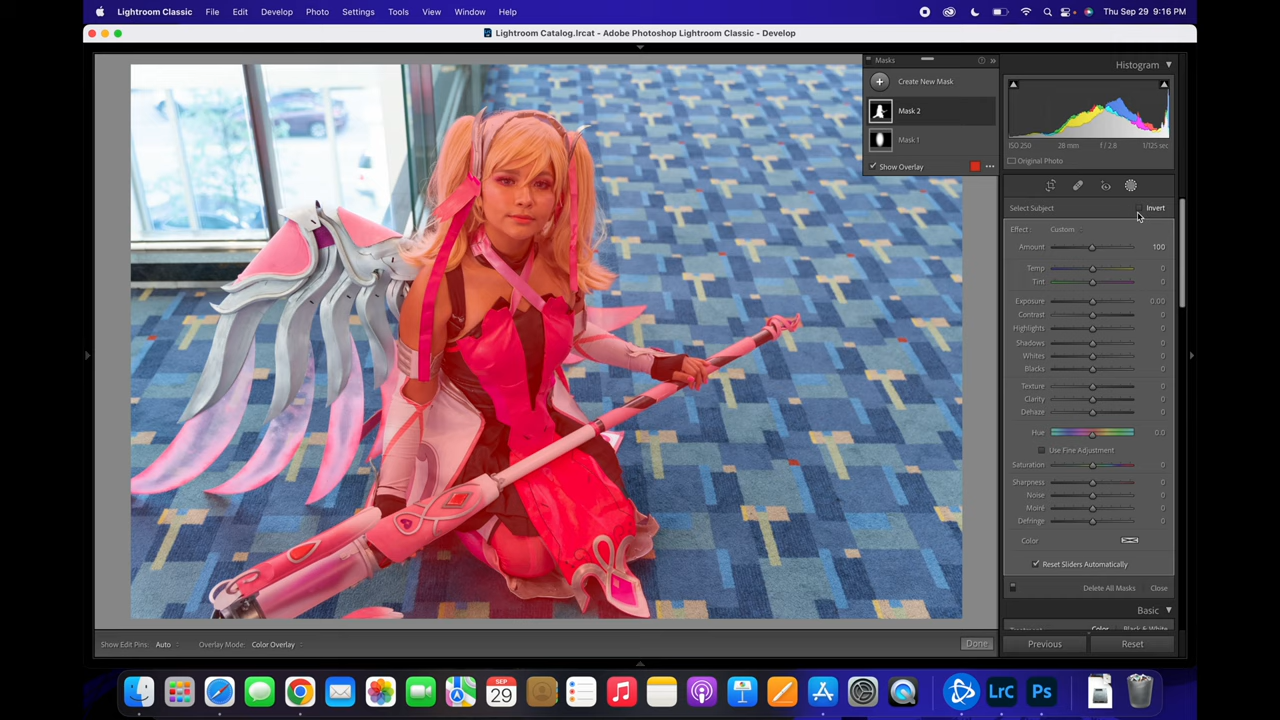 Lightroom Classic File Edit Develop Photo Settings Tools View Window Help Thu Sep 29 9:16 PM
Lightroom Catalog.lrcat - Adobe Photoshop Lightroom Classic - Develop
Masks
Create New Mask
Mask 2
Mask 1
Show Overlay
Histogram
ISO 250 28 mm f / 2.8 1/125 sec
Original Photo
Select Subject Invert
Effect : Custom
Amount 100
Temp 0
Tint 0
Exposure 0.00
Contrast 0
Highlights 0
Shadows 0
Whites 0
Blacks 0
Texture 0
Clarity 0
Dehaze 0
Hue 0.0
Use Fine Adjustment
Saturation 0
Sharpness 0
Noise 0
Moiré 0
Defringe 0
Color
Reset Sliders Automatically
Delete All Masks Close
Basic
Treatment : Color Black & White
Show Edit Pins: Auto Overlay Mode: Color Overlay Done
Previous Reset
SEP
29
LrC
Ps